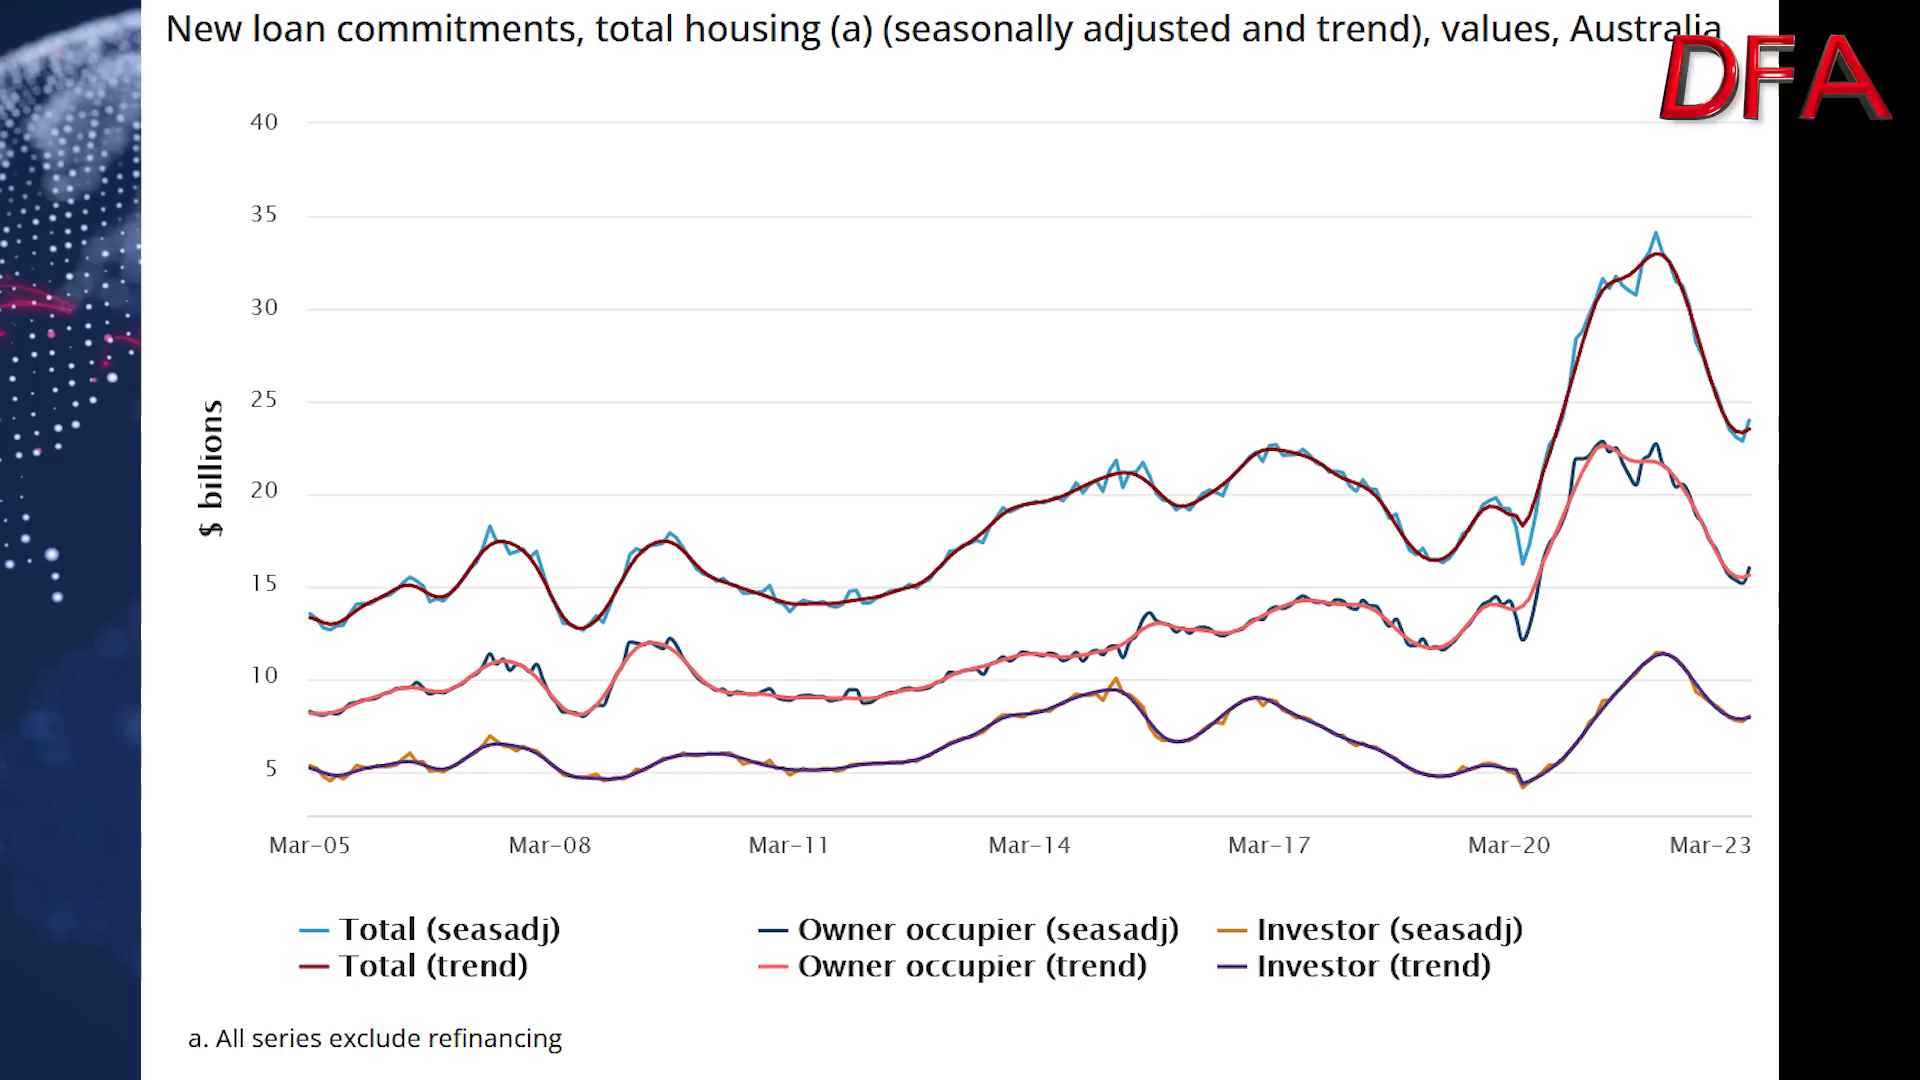 New loan commitments, total housing (a) (seasonally adjusted and trend), values, Australia
DFA
40
35
30
25
20
15
10
5
$ billions
Mar-05 Mar-08 Mar-11 Mar-14 Mar-17 Mar-20 Mar-23
Total (seasadj) Owner occupier (seasadj) Investor (seasadj)
Total (trend) Owner occupier (trend) Investor (trend)
a. All series exclude refinancing